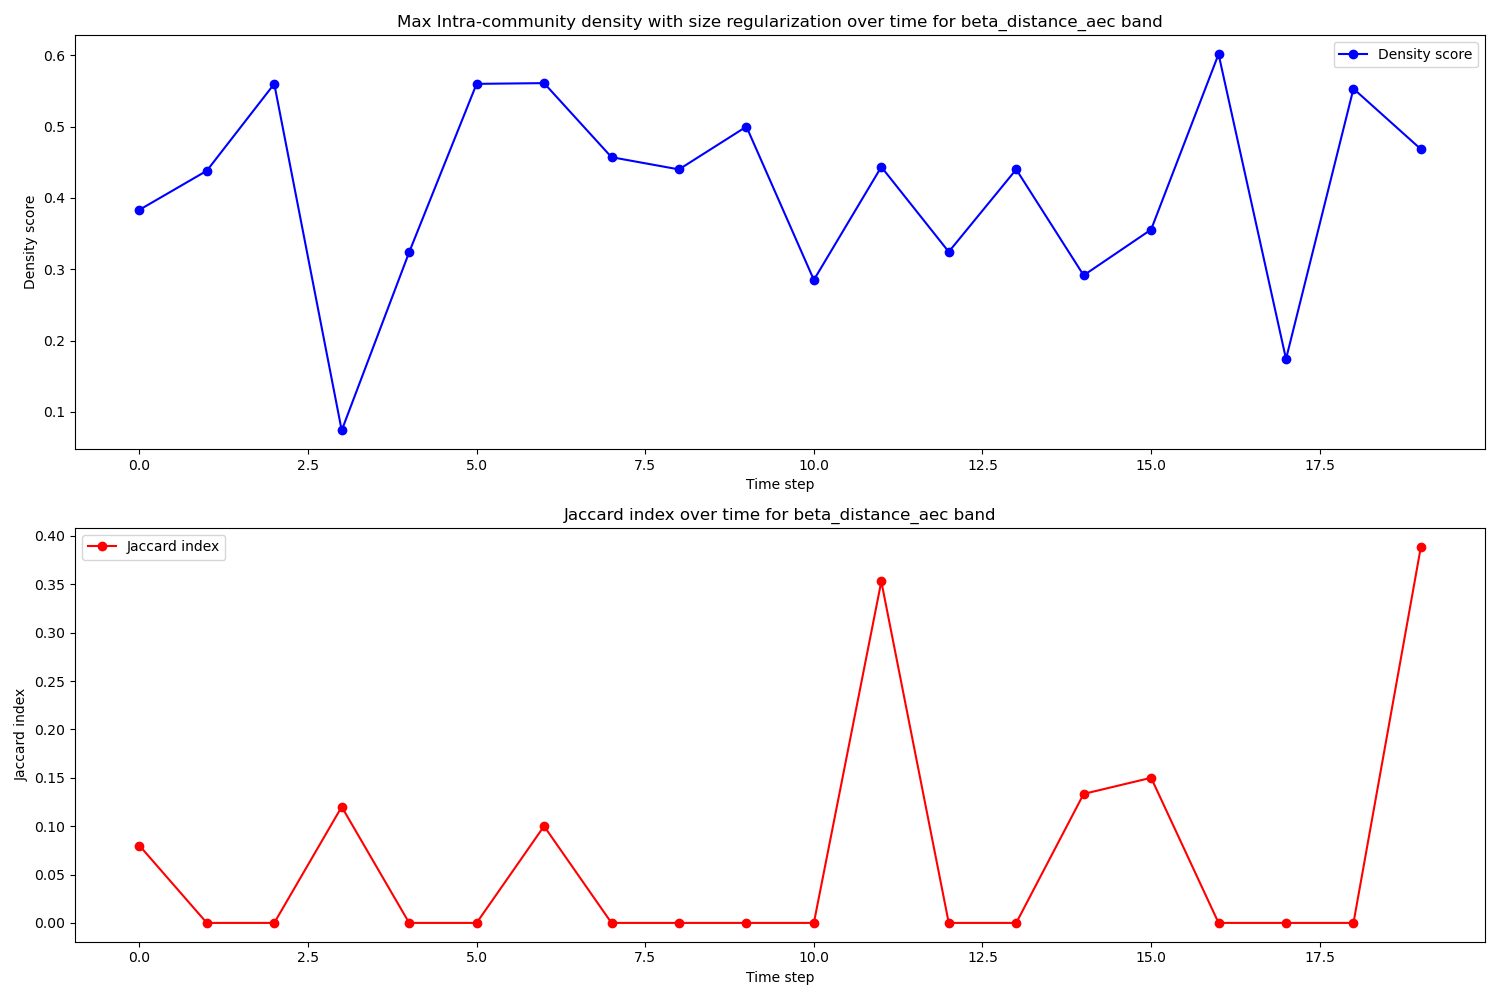 Max Intra-community density with size regularization over time for beta_distance_aec band
Density score
0.6
0.5
0.4
0.3
0.2
0.1
Density score
0.0 2.5 5.0 7.5 10.0 12.5 15.0 17.5
Time step
Jaccard index over time for beta_distance_aec band
Jaccard index
0.40
0.35
0.30
0.25
0.20
0.15
0.10
0.05
0.00
Jaccard index
0.0 2.5 5.0 7.5 10.0 12.5 15.0 17.5
Time step